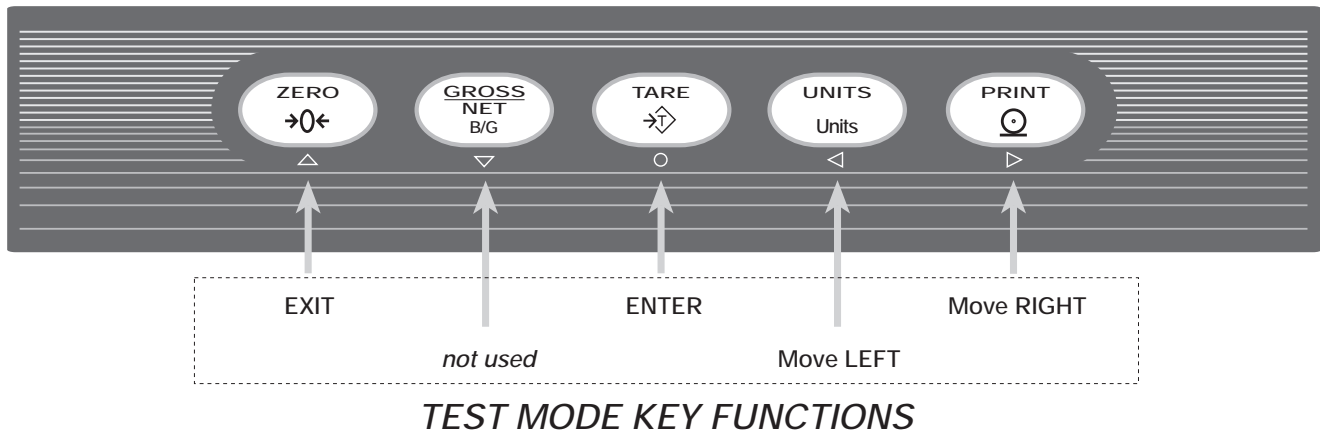 ZERO
→0←
GROSS
NET
B/G
TARE
→T
UNITS
Units
PRINT
EXIT
ENTER
Move RIGHT
not used
Move LEFT
TEST MODE KEY FUNCTIONS